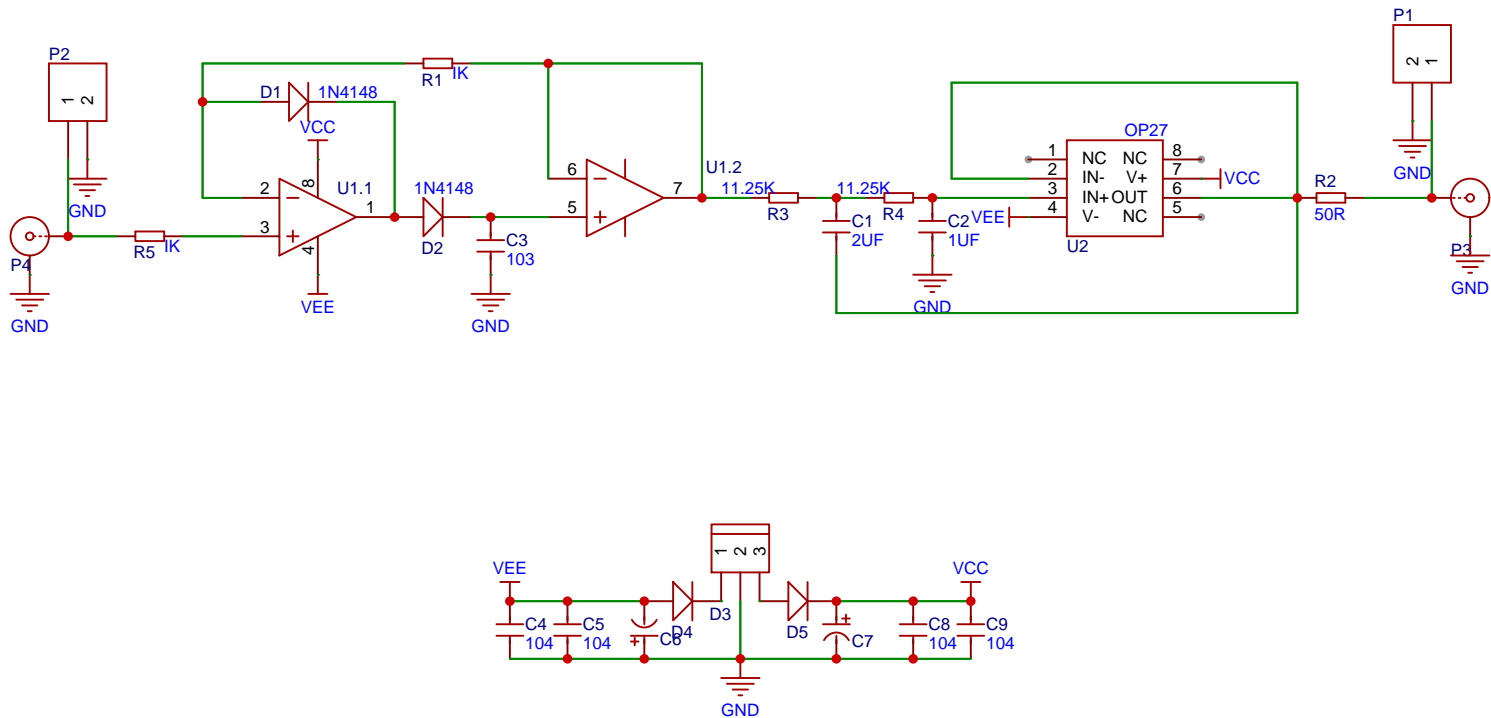 P1
P2
2 1
1 2
R1
IK
D1 1N4148
VCC
OP27
1 NC NC 8
2 IN- V+ 7 VCC
3 IN+ OUT 6
VEE 4 V- NC 5
U2
GND
GND
2
8
U1.1
1
3
4
VEE
R5
IK
P4
GND
1N4148
D2
C3
103
GND
6
5
7
U1.2
11.25K
R3
11.25K
R4
C1
2UF
C2
1UF
GND
R2
50R
P3
GND
1 2 3
VEE
VCC
D4
D3
D5
C4
104
C5
104
C6
C7
C8
104
C9
104
GND